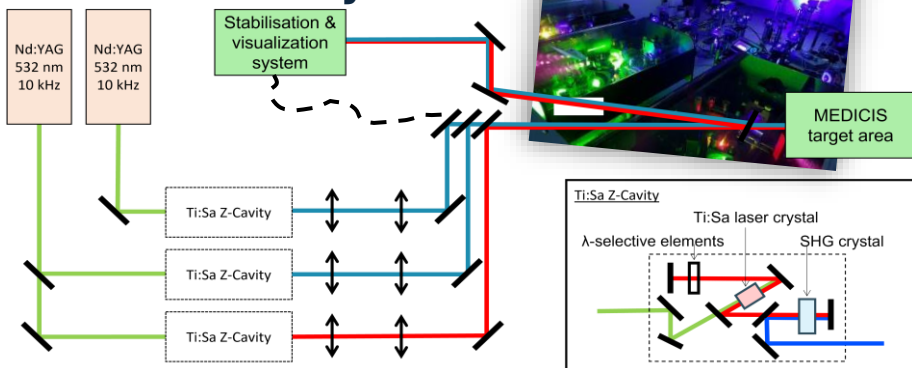 Nd:YAG
532 nm
10 kHz
Nd:YAG
532 nm
10 kHz
Stabilisation &
visualization
system
MEDICIS
target area
Ti:Sa Z-Cavity
Ti:Sa Z-Cavity
Ti:Sa Z-Cavity
Ti:Sa Z-Cavity
Ti:Sa laser crystal
λ-selective elements
SHG crystal